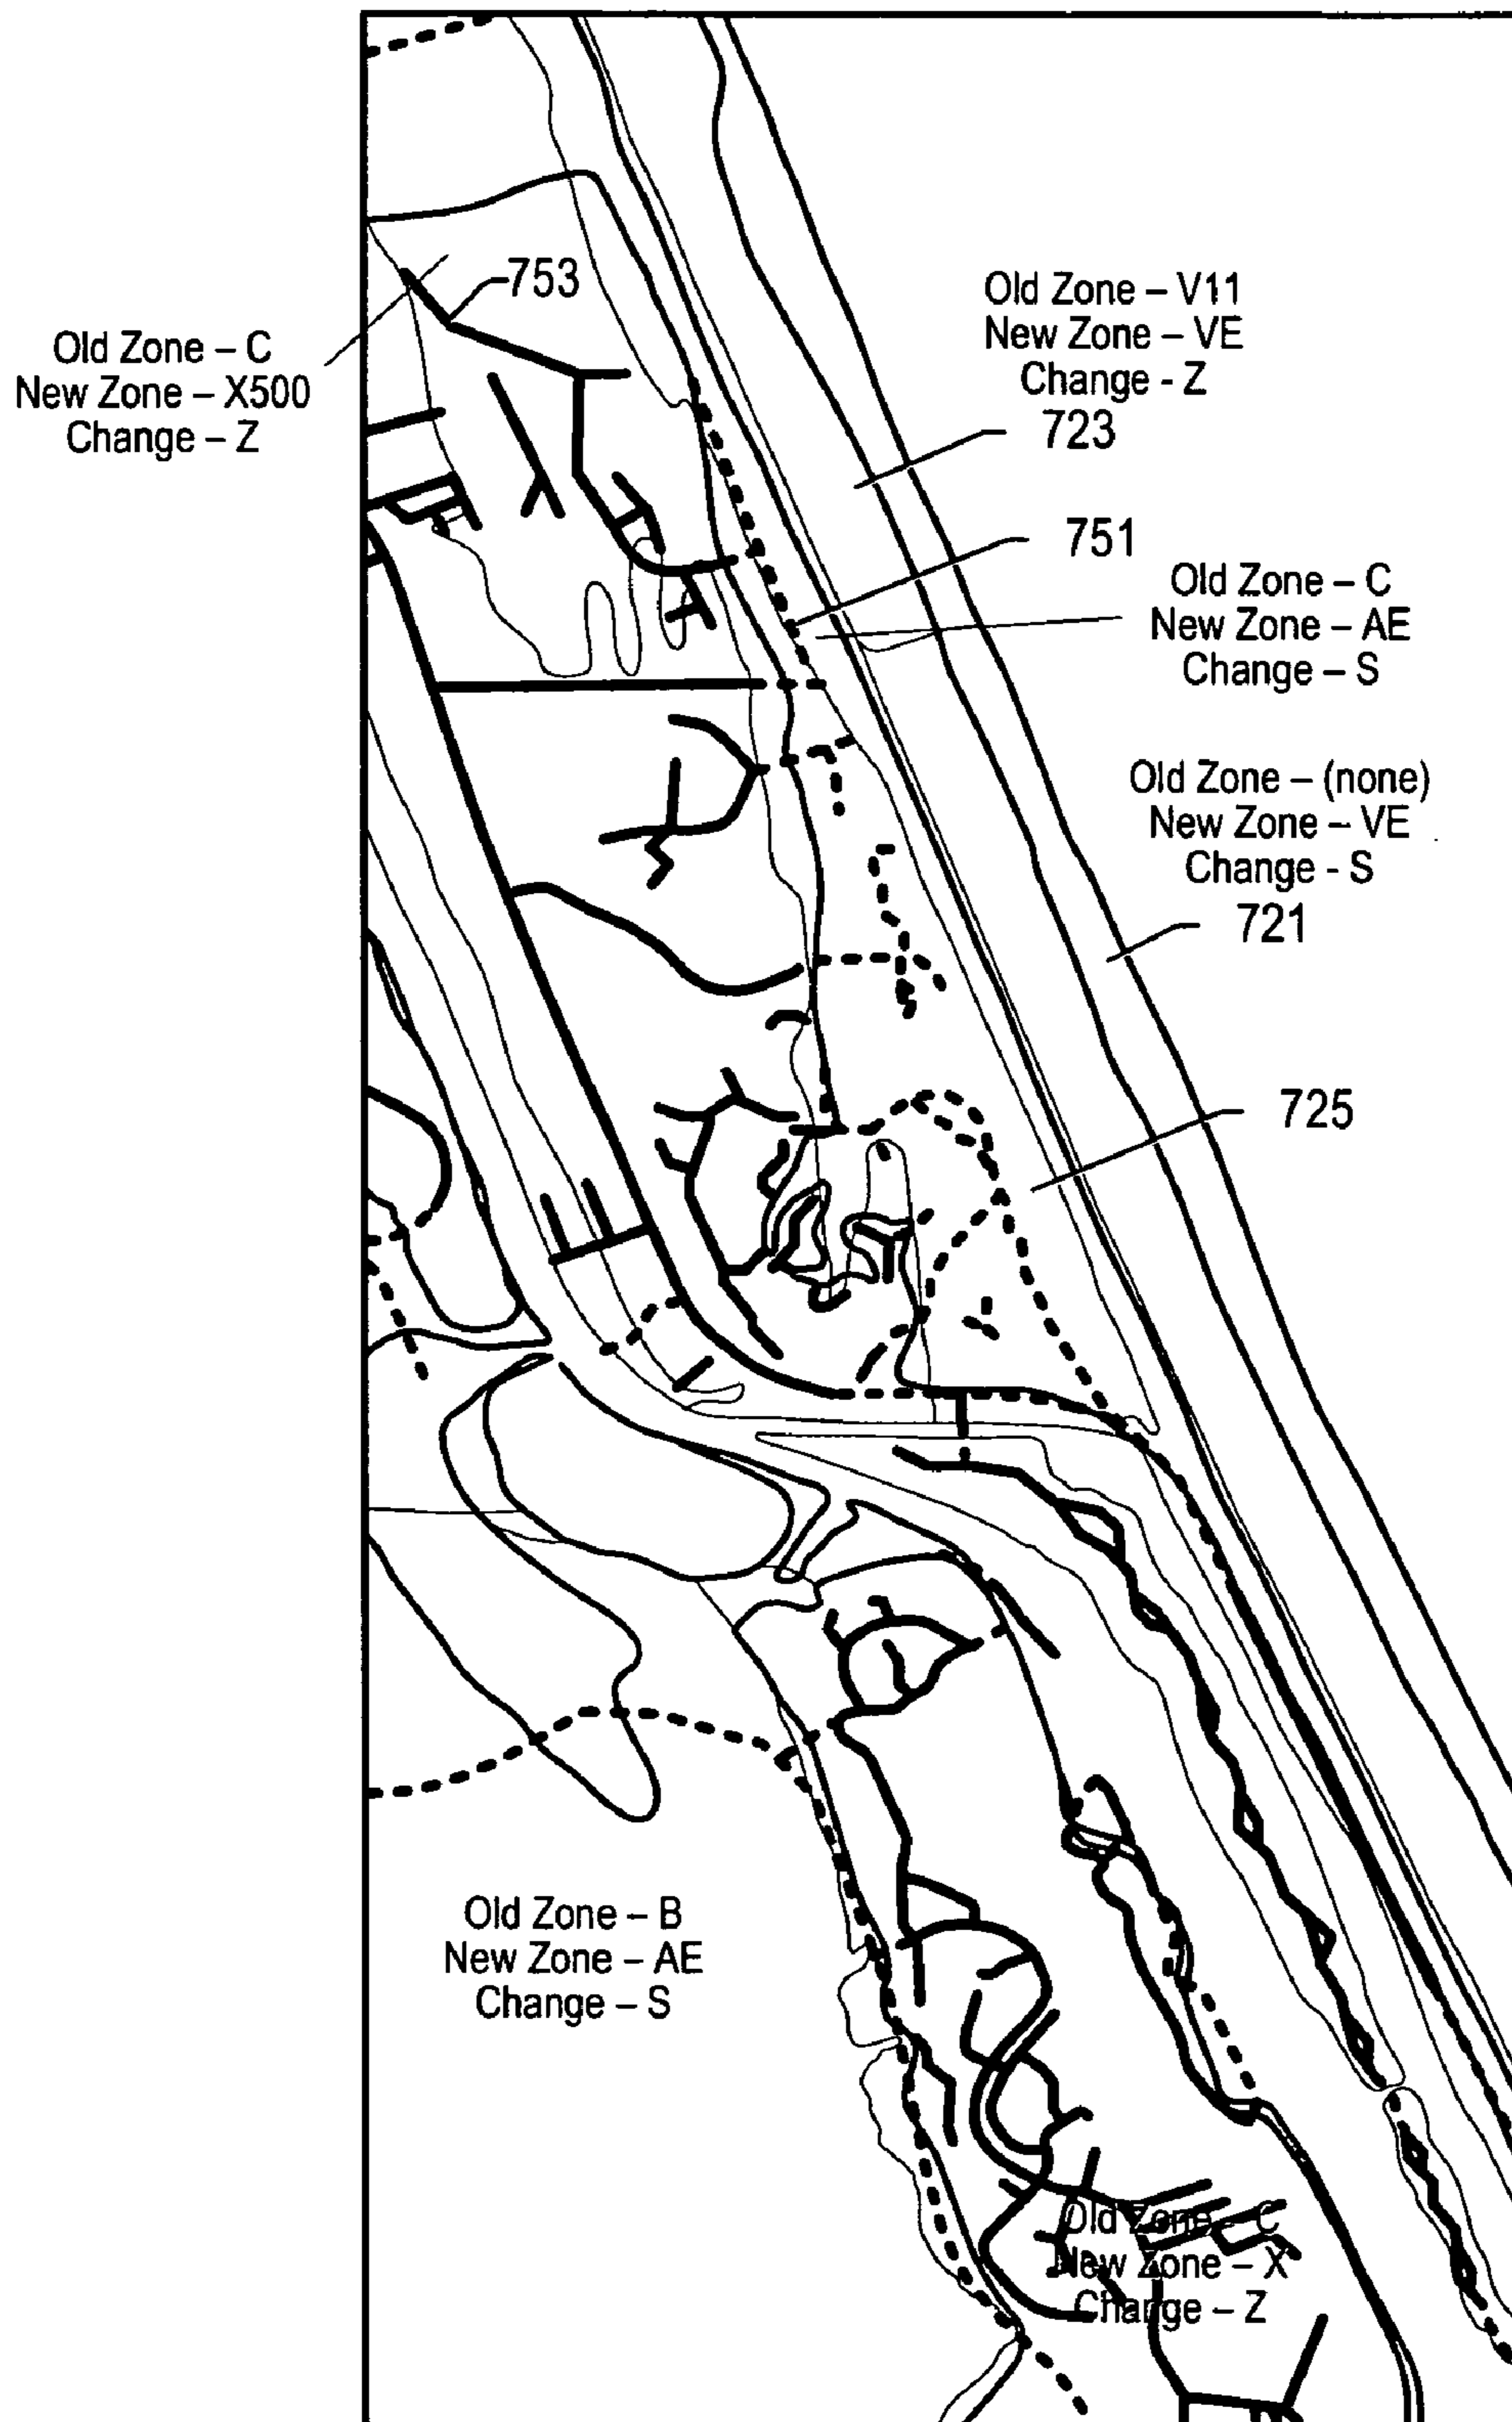 753
Old Zone – C
New Zone – X500
Change – Z
Old Zone – V11
New Zone – VE
Change - Z
723
751
Old Zone – C
New Zone – AE
Change – S
Old Zone – (none)
New Zone – VE
Change - S
721
725
Old Zone – B
New Zone – AE
Change – S
Old Zone – C
New Zone – X
Change – Z